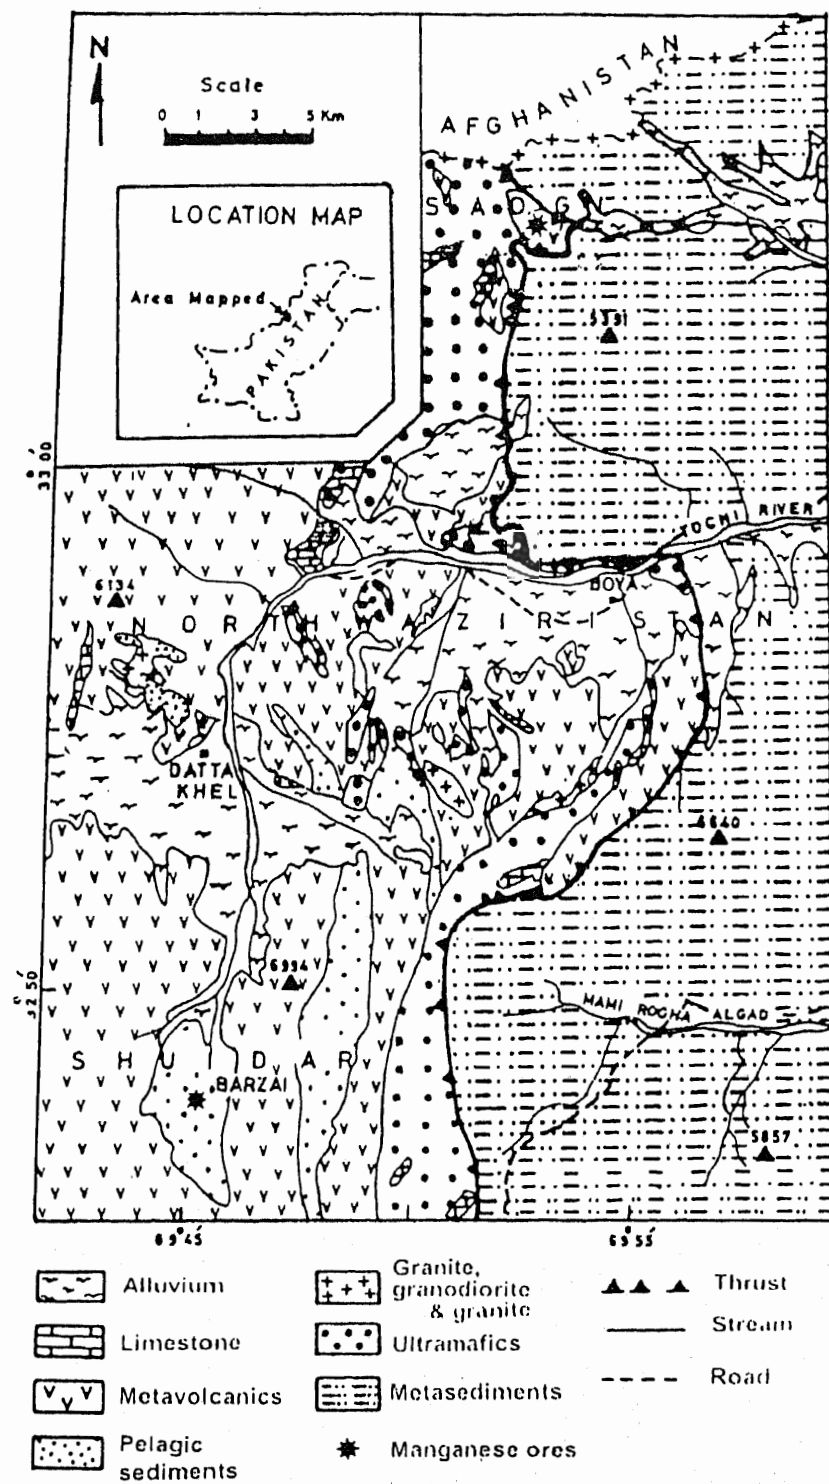 N
Scale
0 1 3 5 Km
AFGHANISTAN
LOCATION MAP
Area Mapped
PAKISTAN
SADGI
5391
33 00
TOCHI RIVER
BOYA
6134
NORTH WAZIRISTAN
DATTA
KHEL
6640
6994
32 50
MAMI ROGHA ALGAD
SHUIDAR
BARZAI
5857
69 45
69 55
Alluvium
Limestone
Metavolcanics
Pelagic
sediments
Granite,
granodiorite
& granite
Ultramafics
Metasediments
Manganese ores
Thrust
Stream
Road